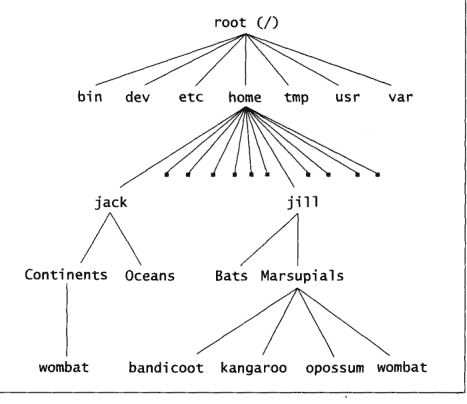 root (/)
bin dev etc home tmp usr var
jack jill
Continents Oceans Bats Marsupials
wombat bandicoot kangaroo opossum wombat